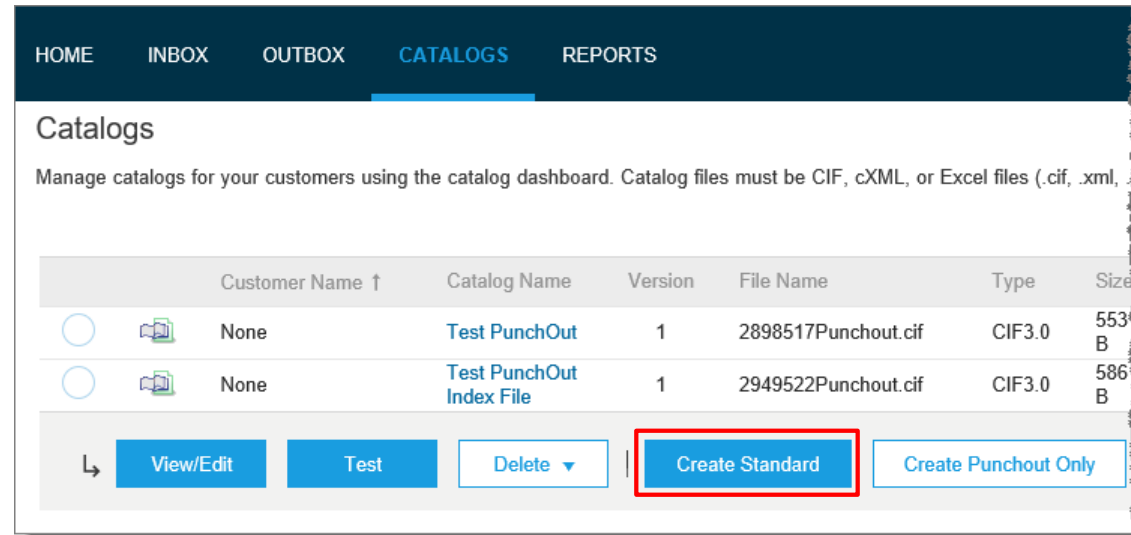 HOME INBOX OUTBOX CATALOGS REPORTS
Catalogs
Manage catalogs for your customers using the catalog dashboard. Catalog files must be CIF, cXML, or Excel files (.cif, .xml,
Customer Name ↑ Catalog Name Version File Name Type Size
None Test PunchOut 1 2898517Punchout.cif CIF3.0 553
B
None Test PunchOut
Index File 1 2949522Punchout.cif CIF3.0 586
B
View/Edit Test Delete ▼ | Create Standard Create Punchout Only